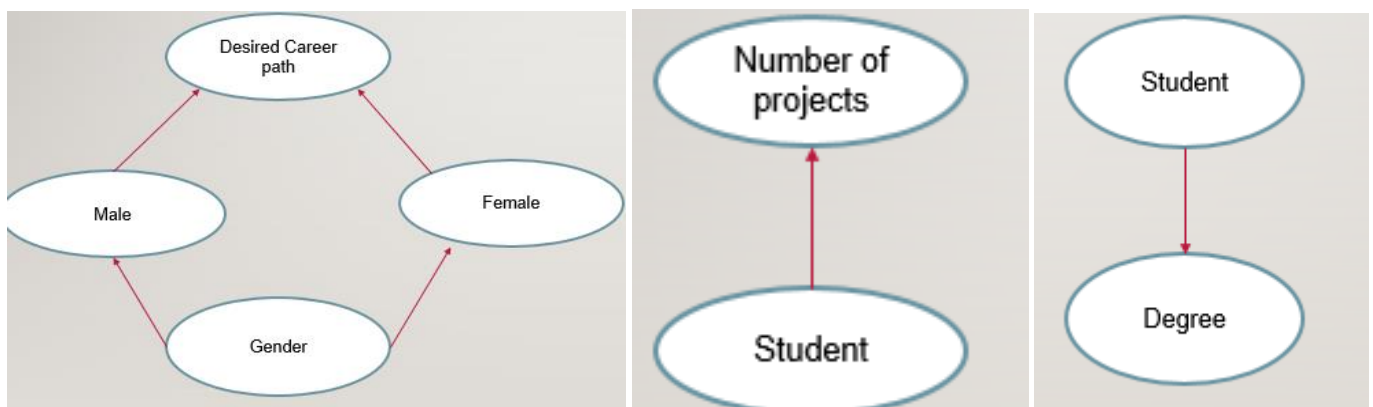 Desired Career
path
Male
Female
Gender
Number of
projects
Student
Student
Degree